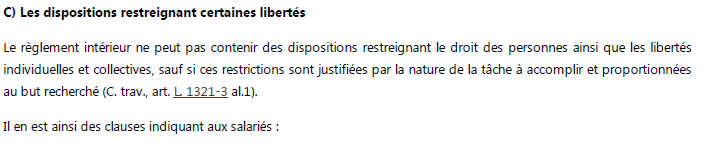 C) Les dispositions restreignant certaines libertés
Le règlement intérieur ne peut pas contenir des dispositions restreignant le droit des personnes ainsi que les libertés
individuelles et collectives, sauf si ces restrictions sont justifiées par la nature de la tâche à accomplir et proportionnées
au but recherché (C. trav., art. L 1321-3 al.1).
Il en est ainsi des clauses indiquant aux salariés :